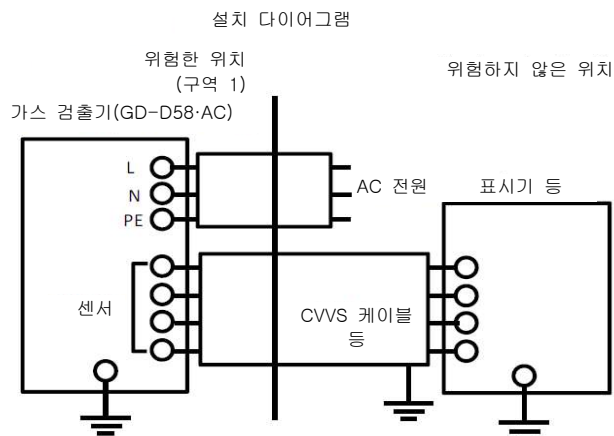 설치 다이어그램
위험한 위치
(구역 1)
위험하지 않은 위치
가스 검출기(GD-D58·AC)
L
N
PE
AC 전원
표시기 등
센서
CVVS 케이블
등